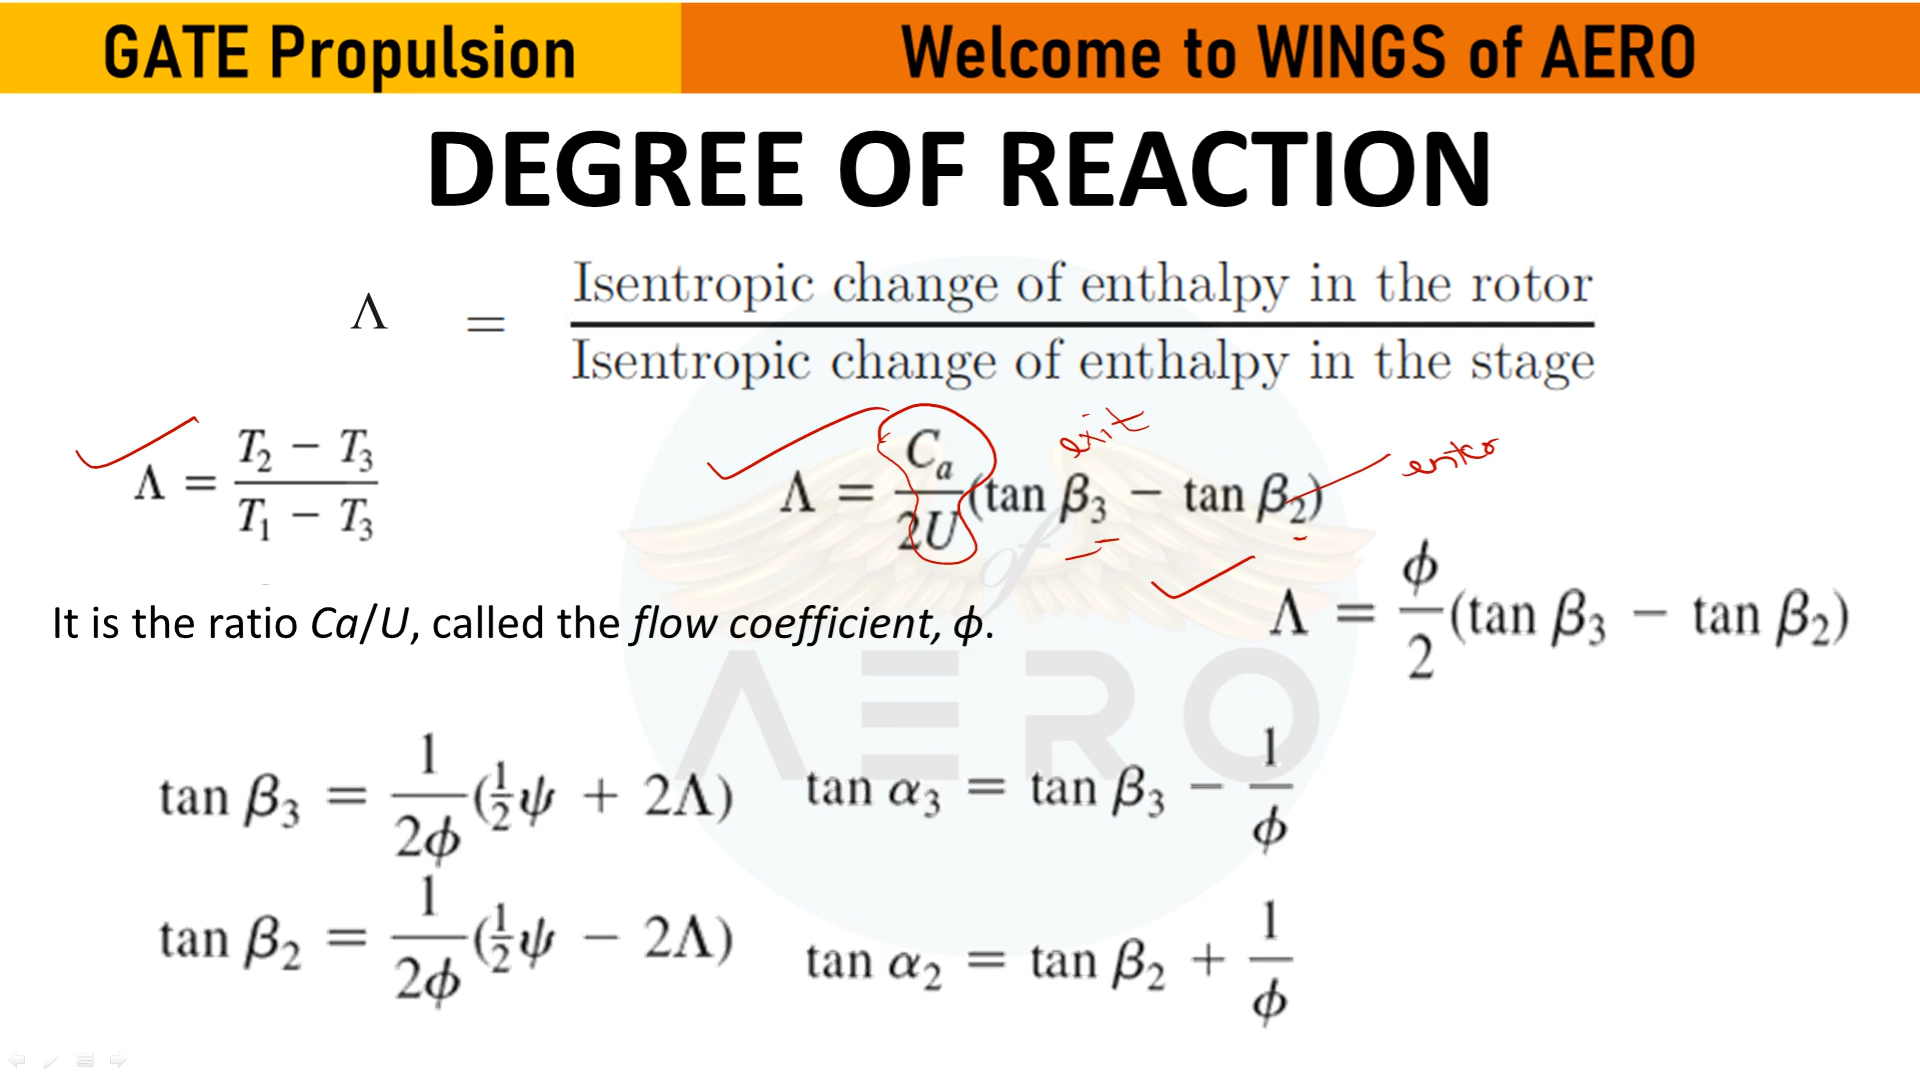 GATE Propulsion
Welcome to WINGS of AERO
DEGREE OF REACTION
Λ = Isentropic change of enthalpy in the rotor / Isentropic change of enthalpy in the stage
Λ = (T₂ − T₃) / (T₁ − T₃)
Λ = Cₐ/2U (tan β₃ − tan β₂)
exit
enter
It is the ratio Ca/U, called the flow coefficient, ϕ.
Λ = ϕ/2 (tan β₃ − tan β₂)
tan β₃ = 1/2ϕ (½ψ + 2Λ)
tan α₃ = tan β₃ − 1/ϕ
tan β₂ = 1/2ϕ (½ψ − 2Λ)
tan α₂ = tan β₂ + 1/ϕ
of
AERO